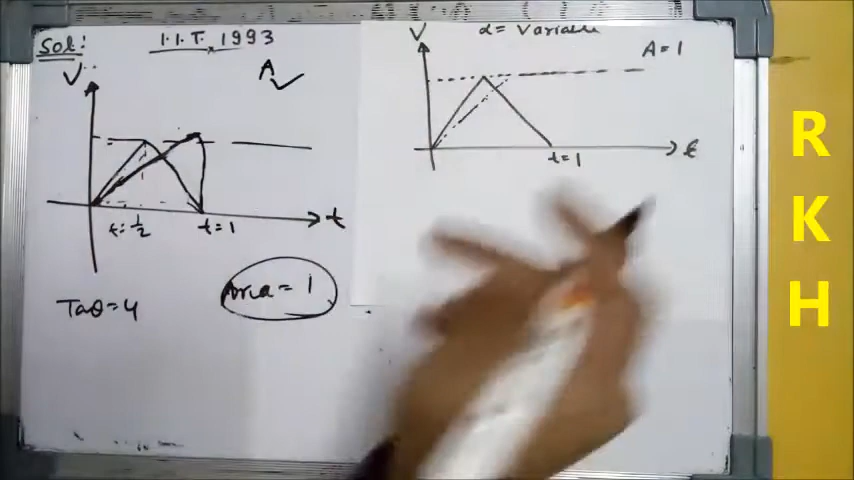 Sol:
I.I.T. 1993
V
A
t
t=1/2
t=1
Area = 1
Tanθ=4
V
α= Variable
A=1
t
t=1
R
K
H